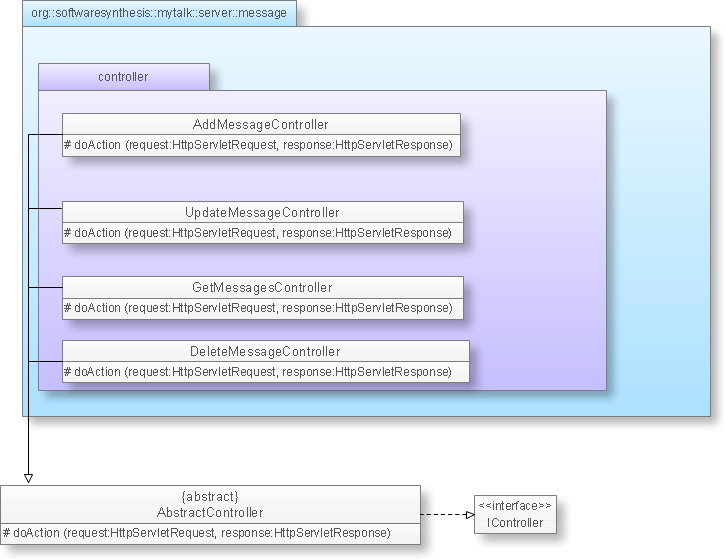 org::softwaresynthesis::mytalk::server::message
controller
AddMessageController
# doAction (request:HttpServletRequest, response:HttpServletResponse)
UpdateMessageController
# doAction (request:HttpServletRequest, response:HttpServletResponse)
GetMessagesController
# doAction (request:HttpServletRequest, response:HttpServletResponse)
DeleteMessageController
# doAction (request:HttpServletRequest, response:HttpServletResponse)
{abstract}
AbstractController
# doAction (request:HttpServletRequest, response:HttpServletResponse)
<<interface>>
IController